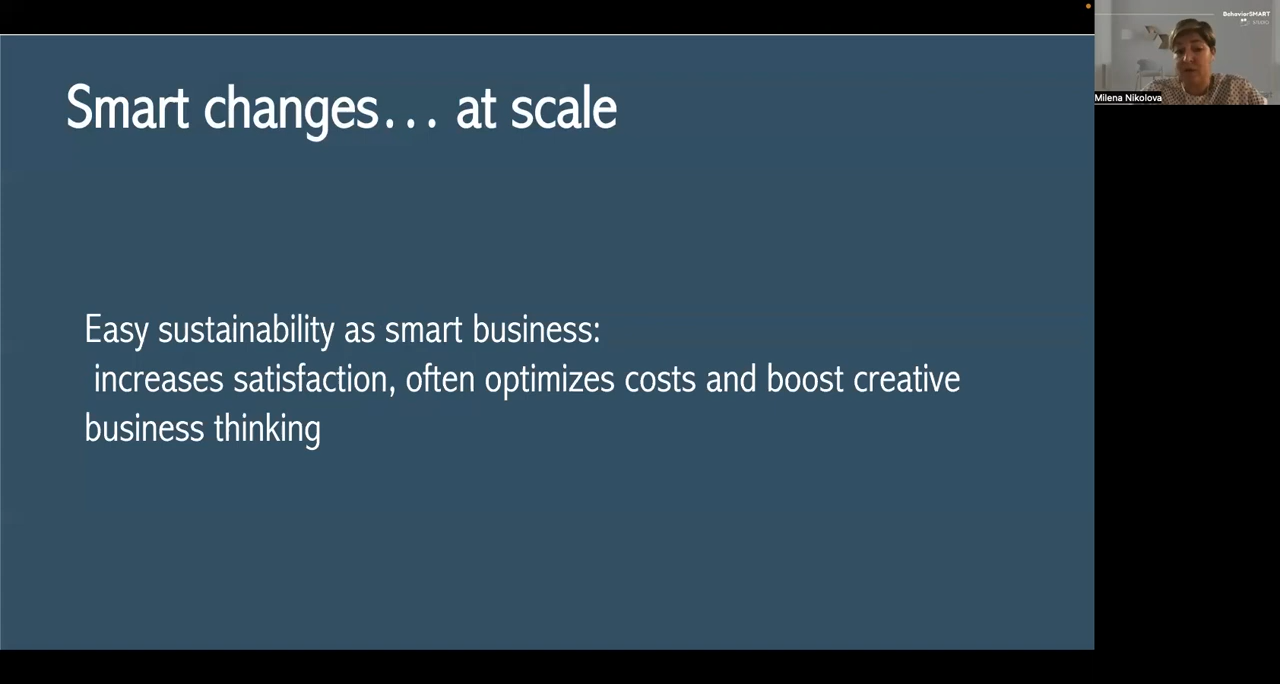 Smart changes... at scale
Easy sustainability as smart business:
increases satisfaction, often optimizes costs and boost creative
business thinking
BehaviorSMART
Milena Nikolova